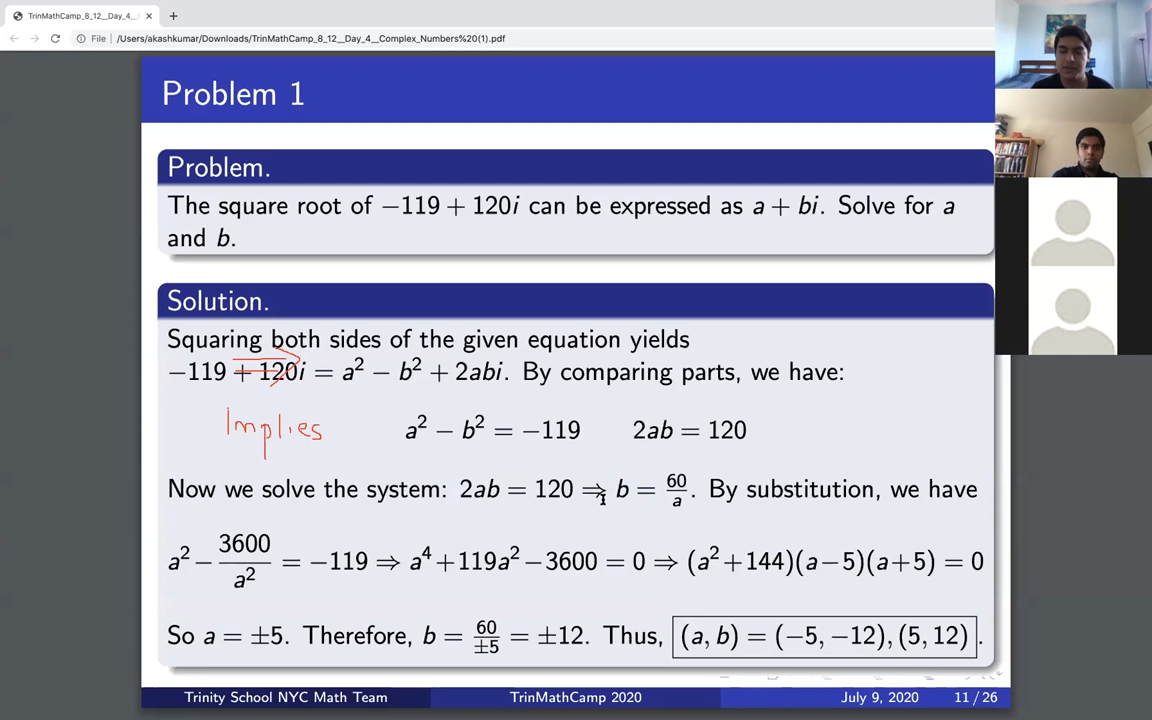 TrinMathCamp_8_12__Day_4__
File /Users/akashkumar/Downloads/TrinMathCamp_8_12__Day_4__Complex_Numbers%20(1).pdf
Problem 1
Problem.
The square root of −119 + 120i can be expressed as a + bi. Solve for a
and b.
Solution.
Squaring both sides of the given equation yields
−119 + 120i = a² − b² + 2abi. By comparing parts, we have:
Implies
a² − b² = −119 2ab = 120
Now we solve the system: 2ab = 120 ⇒ b = 60/a. By substitution, we have
a² − 3600/a² = −119 ⇒ a⁴+119a²−3600 = 0 ⇒ (a²+144)(a−5)(a+5) = 0
So a = ±5. Therefore, b = 60/±5 = ±12. Thus, (a, b) = (−5, −12), (5, 12).
Trinity School NYC Math Team TrinMathCamp 2020 July 9, 2020 11 / 26